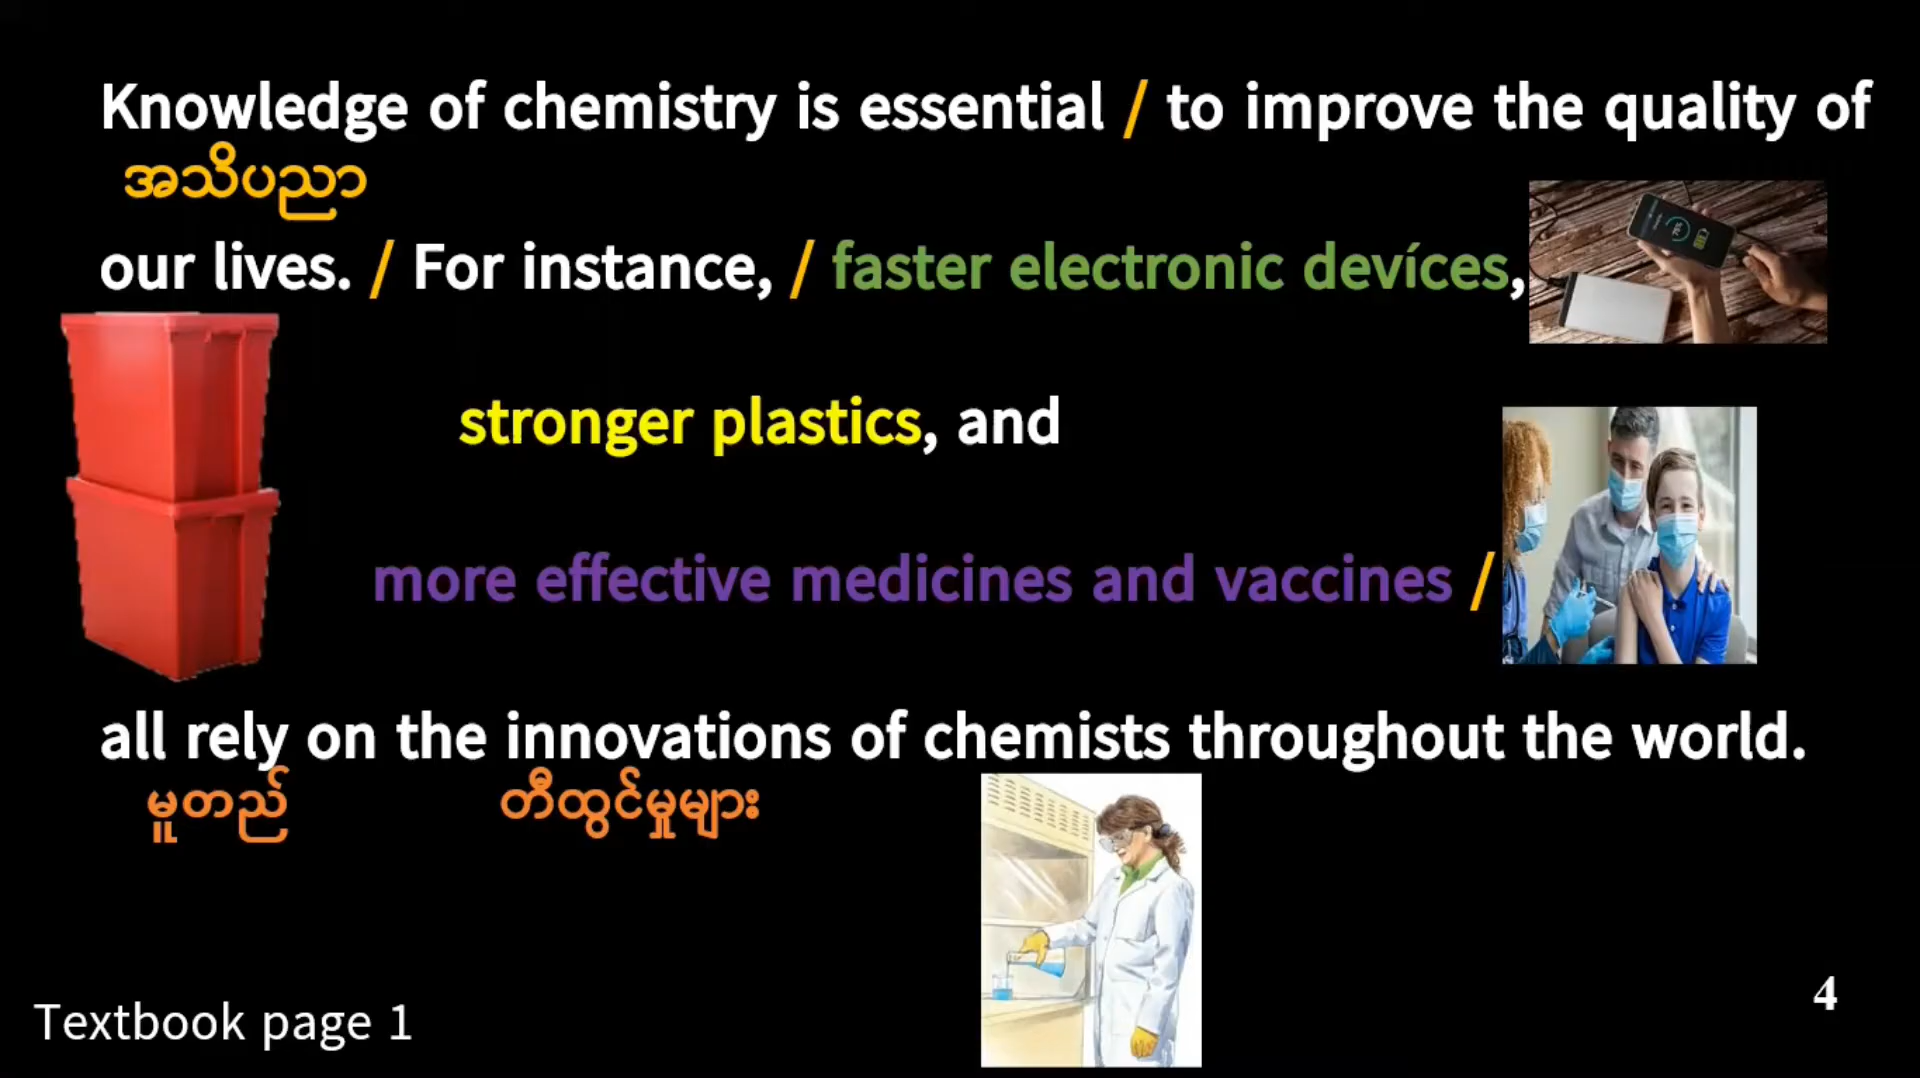 Knowledge of chemistry is essential / to improve the quality of
အသိပညာ
our lives. / For instance, / faster electronic devíces,
stronger plastics, and
more effective medicines and vaccines /
all rely on the innovations of chemists throughout the world.
မူတည် တီထွင်မှုများ
Textbook page 1
4